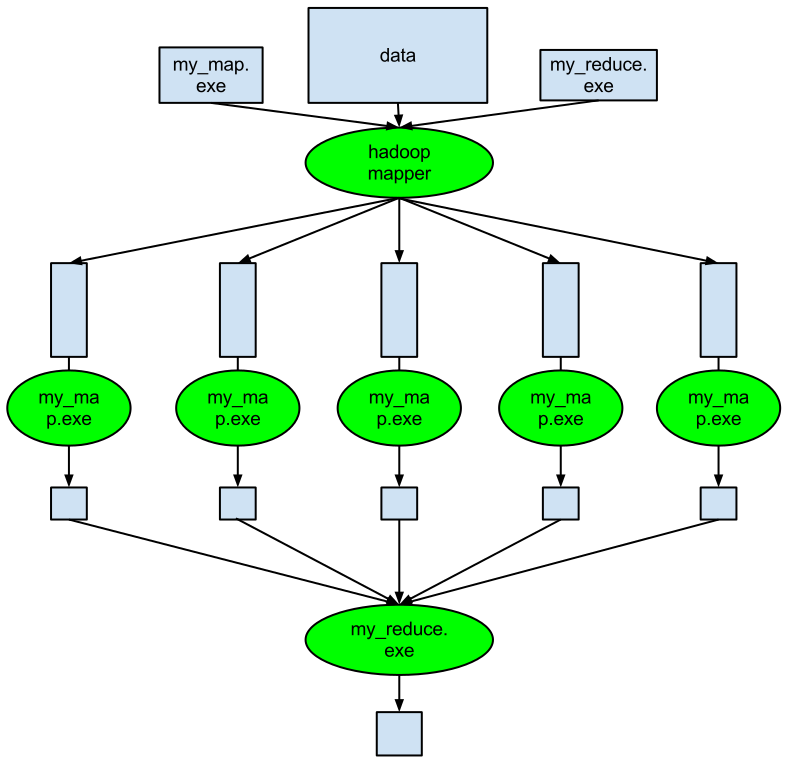 my_map.
exe
data
my_reduce.
exe
hadoop
mapper
my_ma
p.exe
my_ma
p.exe
my_ma
p.exe
my_ma
p.exe
my_ma
p.exe
my_reduce.
exe